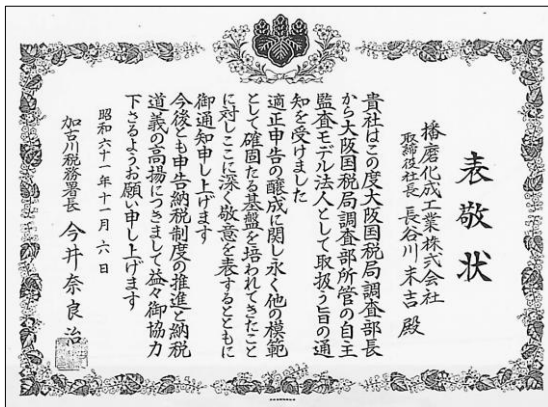 表敬状
播磨化成工業株式会社
取締役社長 長谷川末吉 殿
貴社はこの度大阪国税局調査部長
から大阪国税局調査部所管の自主
監査モデル法人として取扱う旨の通
知を受けました
適正申告の醸成に関し永く他の模範
として確固たる基盤を培われてきたこと
に対しここに深く敬意を表するとともに
御通知申し上げます
今後とも申告納税制度の推進と納税
道義の高揚につきまして益々御協力
下さるようお願い申し上げます
昭和六十一年十一月六日
加古川税務署長 今井奈良治